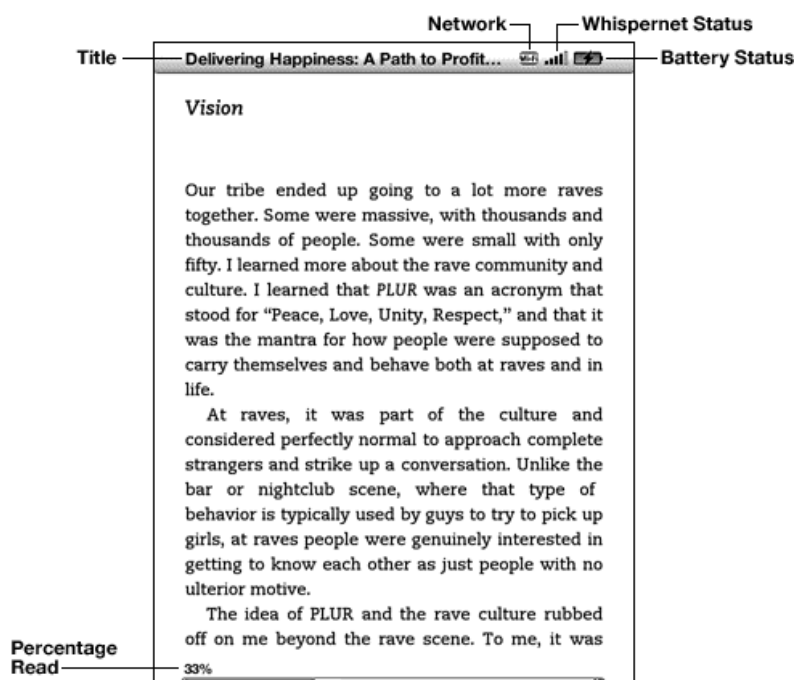 Network
Whispernet Status
Title
Delivering Happiness: A Path to Profit...
Wi-Fi
Battery Status
Vision
Our tribe ended up going to a lot more raves
together. Some were massive, with thousands and
thousands of people. Some were small with only
fifty. I learned more about the rave community and
culture. I learned that PLUR was an acronym that
stood for “Peace, Love, Unity, Respect,” and that it
was the mantra for how people were supposed to
carry themselves and behave both at raves and in
life.
At raves, it was part of the culture and
considered perfectly normal to approach complete
strangers and strike up a conversation. Unlike the
bar or nightclub scene, where that type of
behavior is typically used by guys to try to pick up
girls, at raves people were genuinely interested in
getting to know each other as just people with no
ulterior motive.
The idea of PLUR and the rave culture rubbed
off on me beyond the rave scene. To me, it was
Percentage
Read
33%